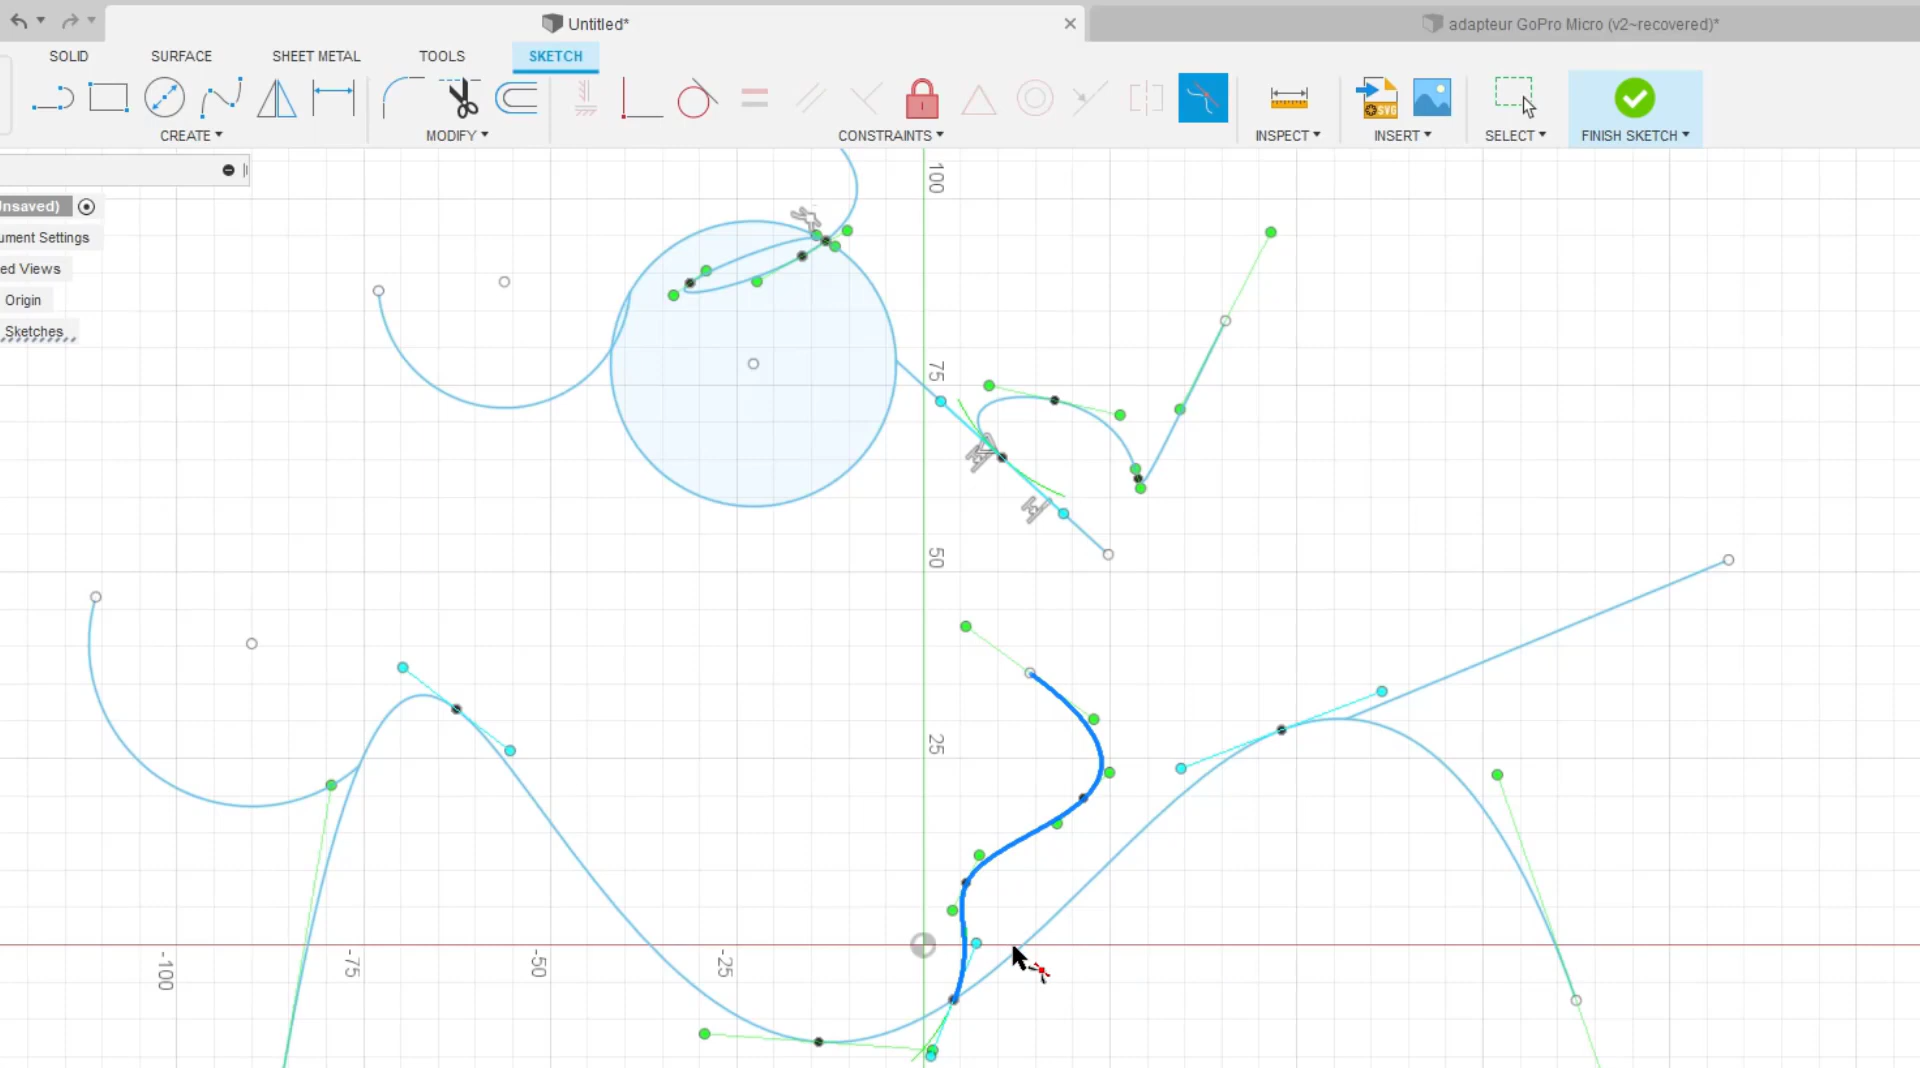 Untitled*
adapteur GoPro Micro (v2~recovered)*
SOLID SURFACE SHEET METAL TOOLS SKETCH
SVG
CREATE MODIFY CONSTRAINTS INSPECT INSERT SELECT FINISH SKETCH
nsaved)
ument Settings
ed Views
Origin
Sketches
100
75
50
25
-100
-75
-50
-25